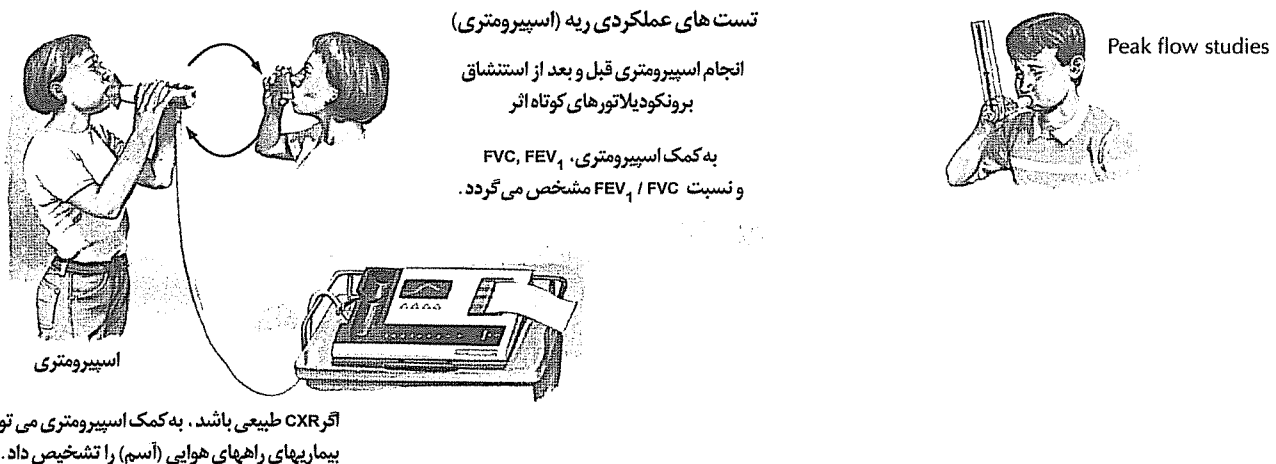 تست های عملکردی ریه (اسپیرومتری)
انجام اسپیرومتری قبل و بعد از استنشاق
برونکودیلاتورهای کوتاه اثر
به کمک اسپیرومتری، FVC, FEV₁
و نسبت FEV₁ / FVC مشخص می گردد.
Peak flow studies
اسپیرومتری
اگر CXR طبیعی باشد، به کمک اسپیرومتری می
بیماریهای راههای هوایی (آسم) را تشخیص داد.